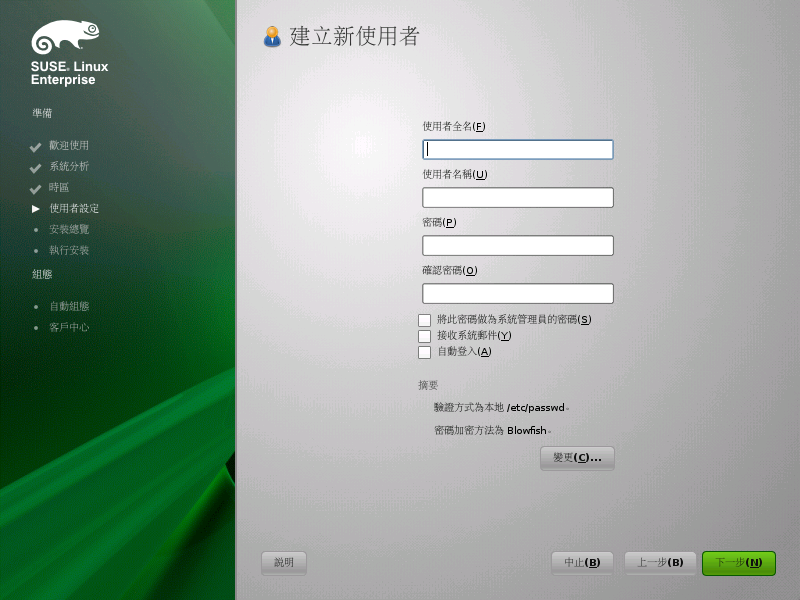 SUSE. Linux
Enterprise
準備
歡迎使用
系統分析
時區
使用者設定
安裝總覽
執行安裝
組態
自動組態
客戶中心
建立新使用者
使用者全名(F)
使用者名稱(U)
密碼(P)
確認密碼(O)
將此密碼做為系統管理員的密碼(S)
接收系統郵件(Y)
自動登入(A)
摘要
驗證方式為本地 /etc/passwd。
密碼加密方法為 Blowfish。
變更(C)...
說明
中止(B)
上一步(B)
下一步(N)